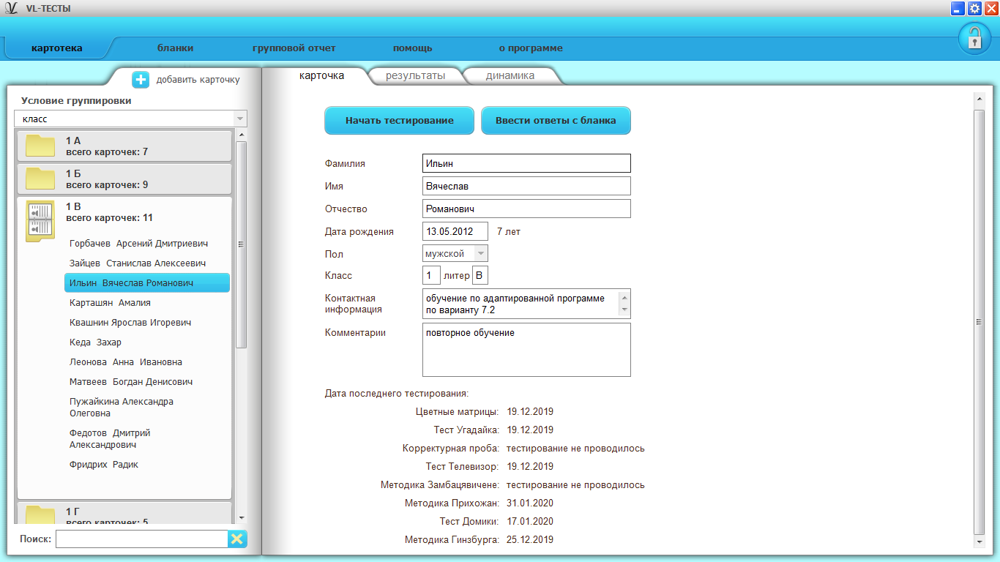 VL-ТЕСТЫ
картотека
бланки
групповой отчет
помощь
о программе
добавить карточку
Условие группировки
класс
1 А
всего карточек: 7
1 Б
всего карточек: 9
1 В
всего карточек: 11
Горбачев Арсений Дмитриевич
Зайцев Станислав Алексеевич
Ильин Вячеслав Романович
Карташян Амалия
Квашнин Ярослав Игоревич
Кеда Захар
Леонова Анна Ивановна
Матвеев Богдан Денисович
Пужайкина Александра
Олеговна
Федотов Дмитрий
Александрович
Фридрих Радик
1 Г
всего карточек: 5
Поиск:
карточка
результаты
динамика
Начать тестирование
Ввести ответы с бланка
Фамилия
Ильин
Имя
Вячеслав
Отчество
Романович
Дата рождения
13.05.2012
7 лет
Пол
мужской
Класс
1
литер
В
Контактная
информация
обучение по адаптированной программе
по варианту 7.2
Комментарии
повторное обучение
Дата последнего тестирования:
Цветные матрицы: 19.12.2019
Тест Угадайка: 19.12.2019
Корректурная проба: тестирование не проводилось
Тест Телевизор: 19.12.2019
Методика Замбацявичене: тестирование не проводилось
Методика Прихожан: 31.01.2020
Тест Домики: 17.01.2020
Методика Гинзбурга: 25.12.2019